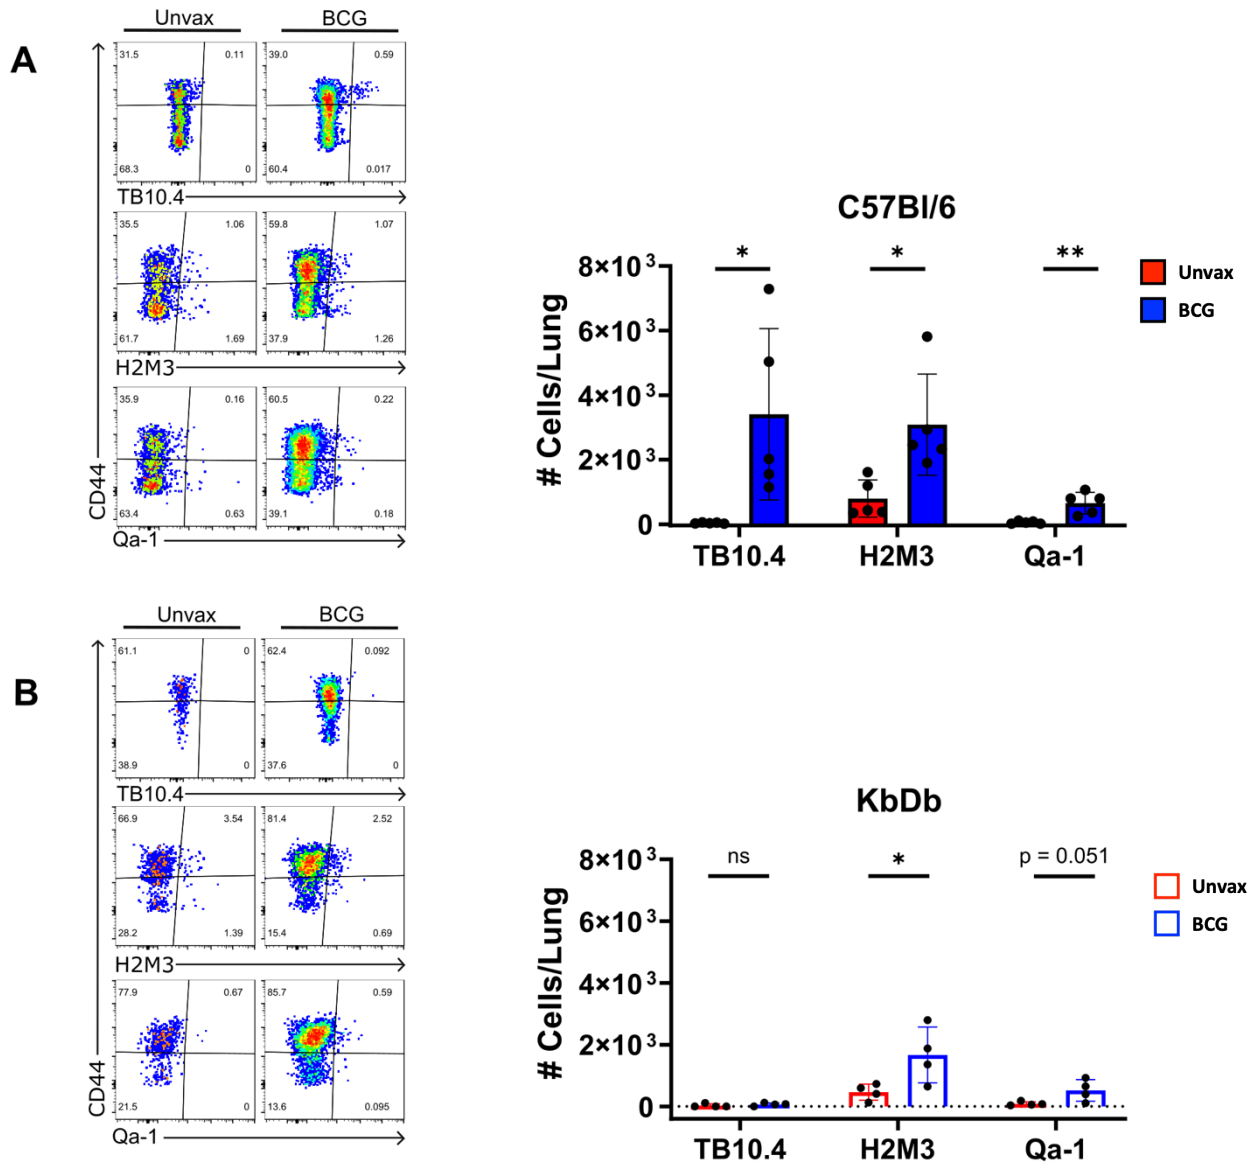 A
Unvax
BCG
31.5
0.11
39.0
0.59
68.3
0
60.4
0.017
TB10.4
35.5
1.06
59.8
1.07
61.7
1.69
37.9
1.26
H2M3
35.9
0.16
60.5
0.22
63.4
0.63
39.1
0.18
CD44
Qa-1
C57Bl/6
*
*
**
8×10³
6×10³
4×10³
2×10³
0
# Cells/Lung
TB10.4
H2M3
Qa-1
Unvax
BCG
B
Unvax
BCG
61.1
0
62.4
0.092
38.9
0
37.6
0
TB10.4
66.9
3.54
81.4
2.52
28.2
1.39
15.4
0.69
H2M3
77.9
0.67
85.7
0.59
21.5
0
13.6
0.095
CD44
Qa-1
KbDb
ns
*
p = 0.051
8×10³
6×10³
4×10³
2×10³
0
# Cells/Lung
TB10.4
H2M3
Qa-1
Unvax
BCG